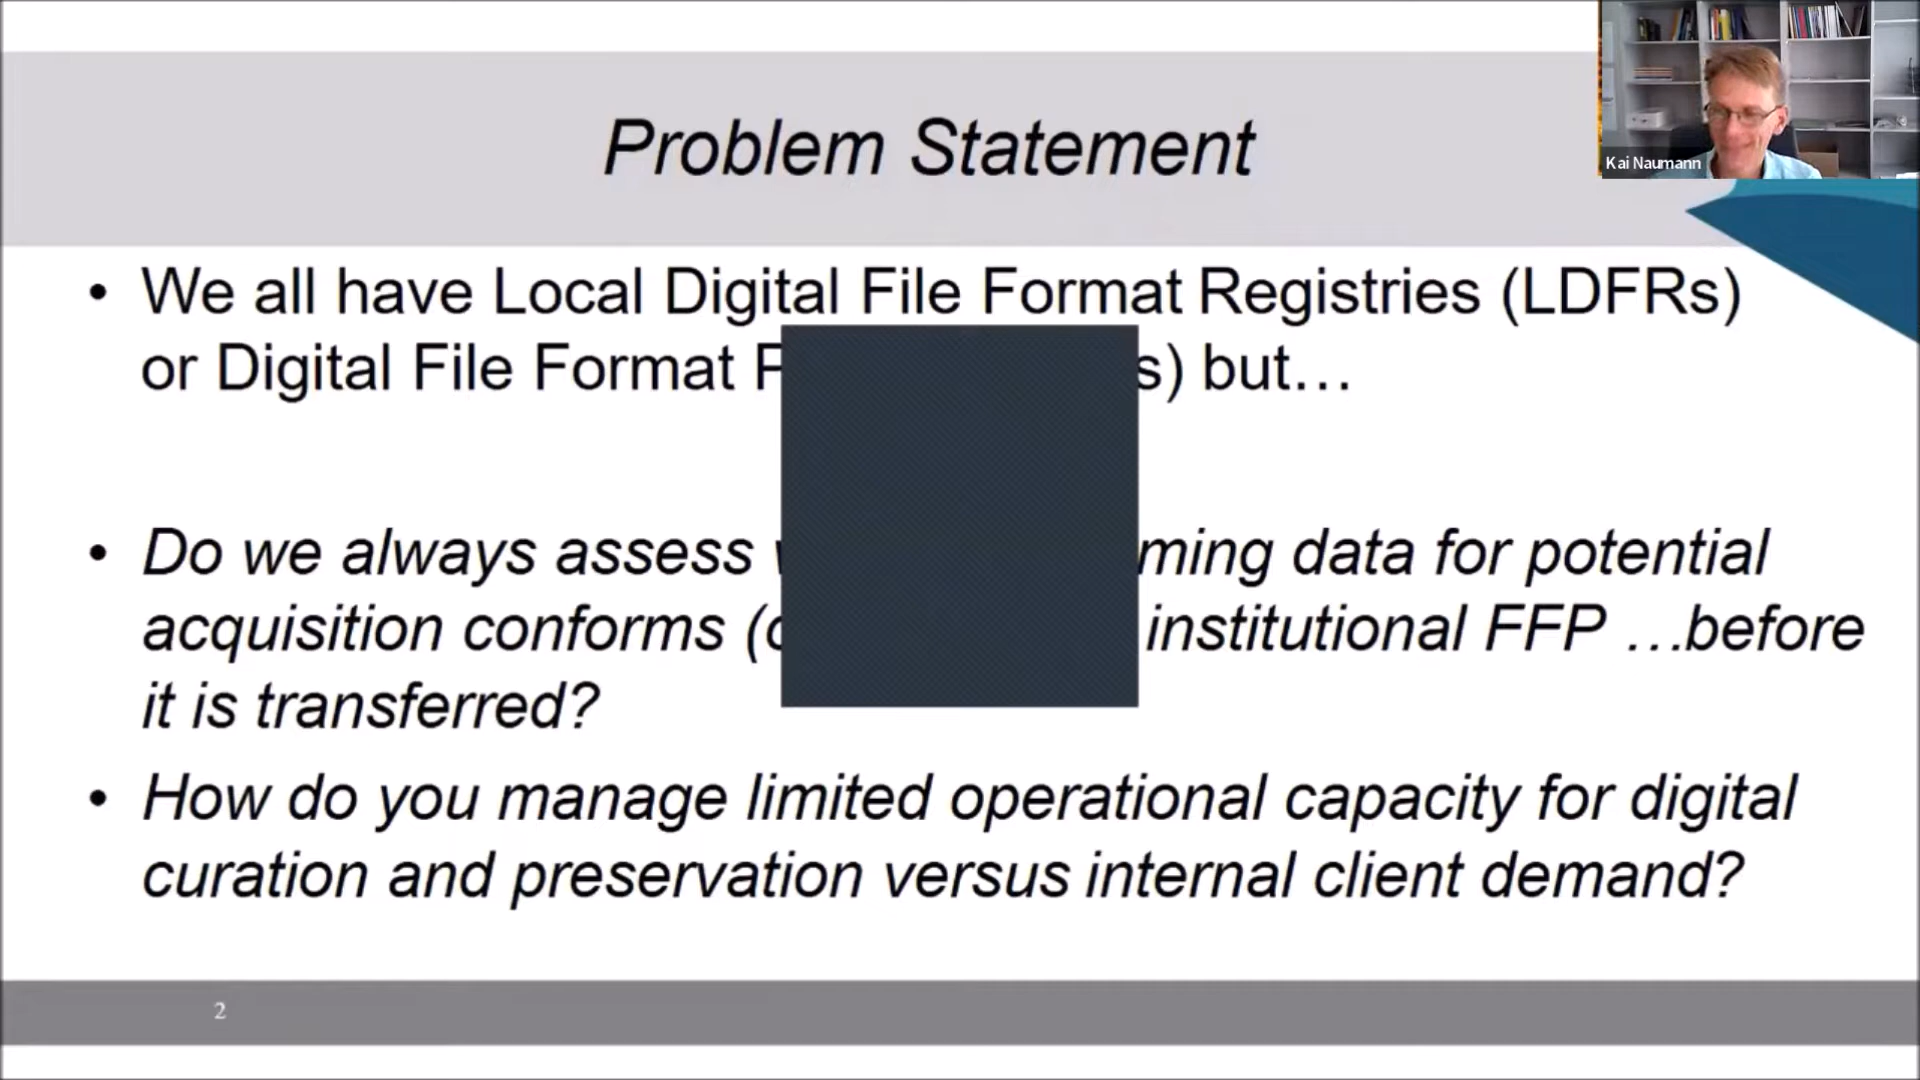 Problem Statement
Kai Naumann
• We all have Local Digital File Format Registries (LDFRs)
or Digital File Format s) but…
• Do we always assess ming data for potential
acquisition conforms ( institutional FFP …before
it is transferred?
• How do you manage limited operational capacity for digital
curation and preservation versus internal client demand?
2